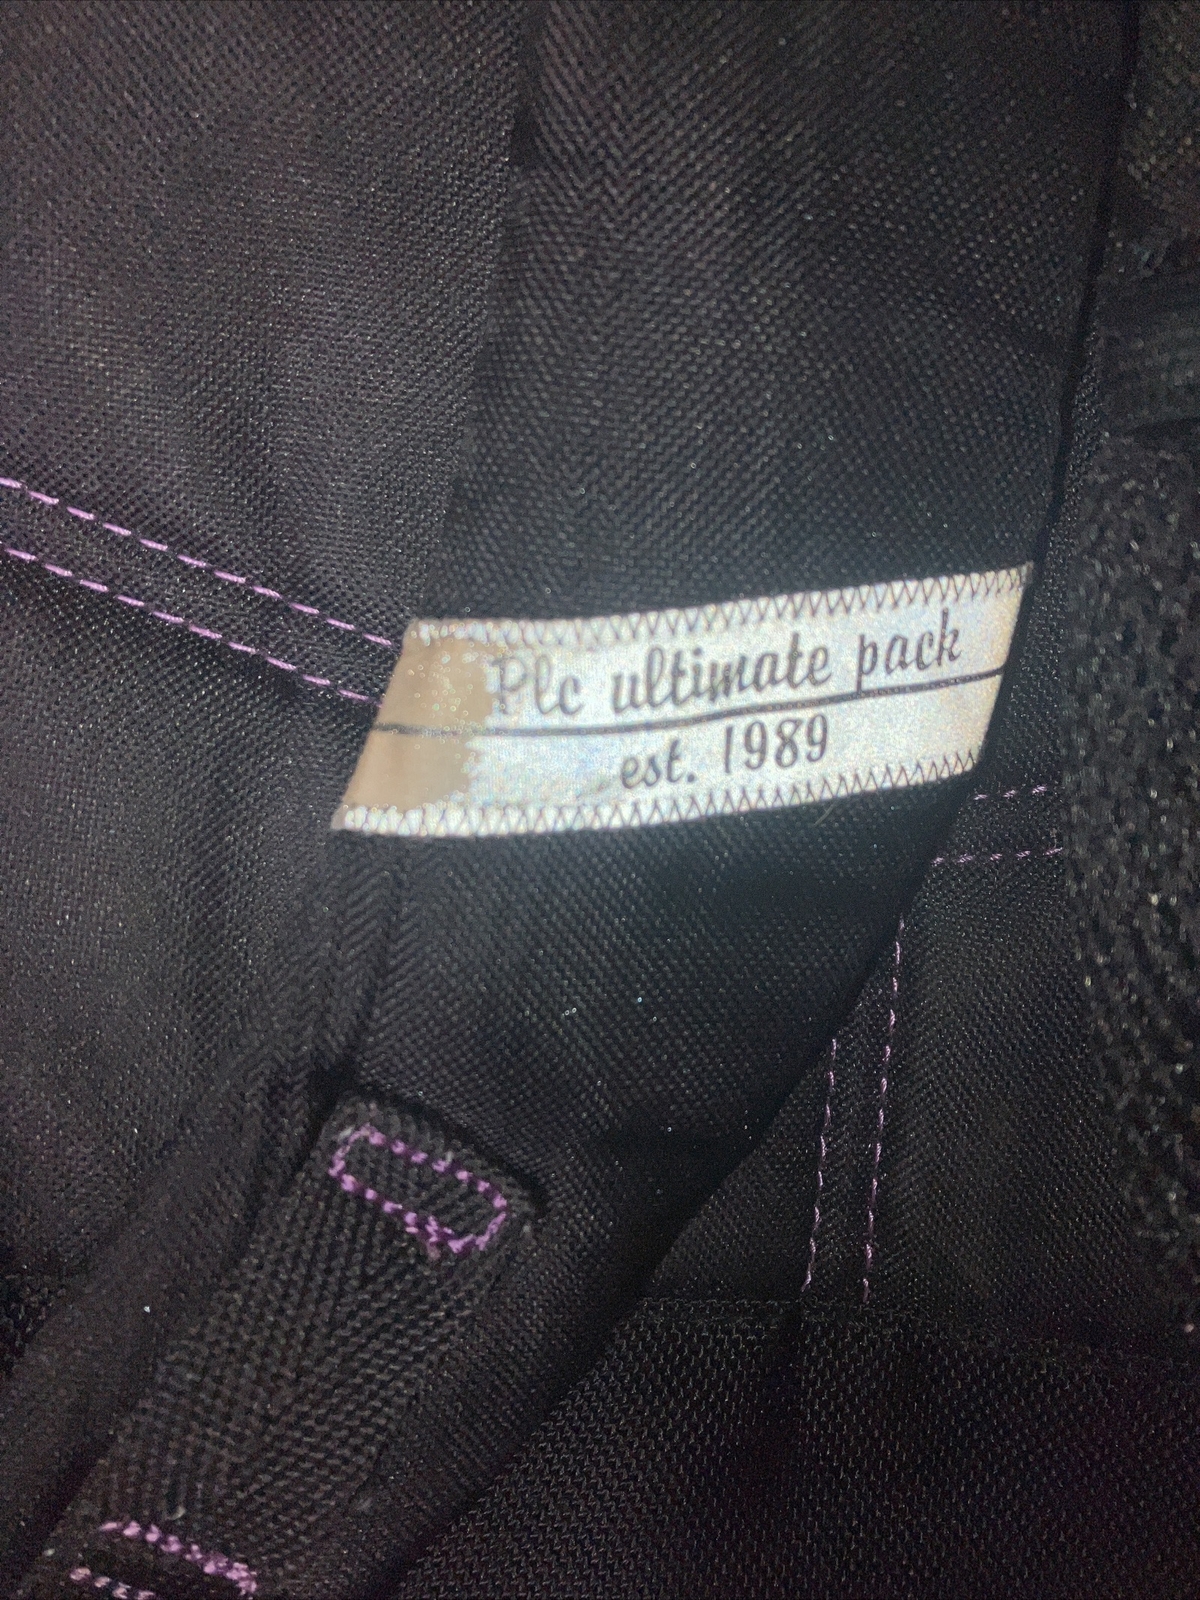 Plc ultimate pack
est. 1989